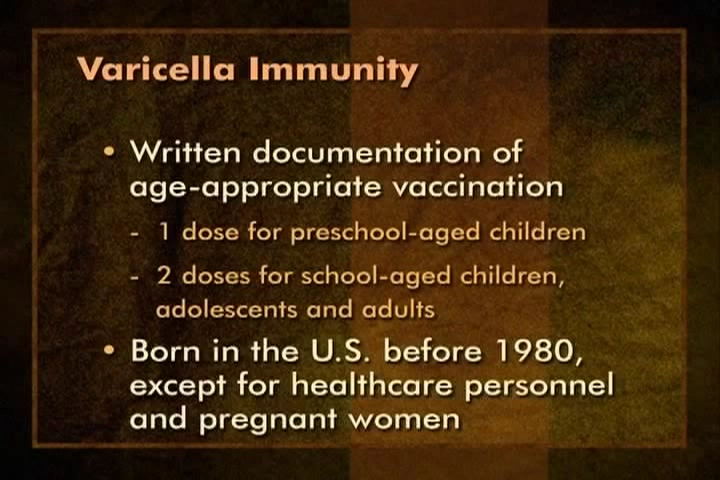 Varicella Immunity
• Written documentation of
age-appropriate vaccination
- 1 dose for preschool-aged children
- 2 doses for school-aged children,
adolescents and adults
• Born in the U.S. before 1980,
except for healthcare personnel
and pregnant women